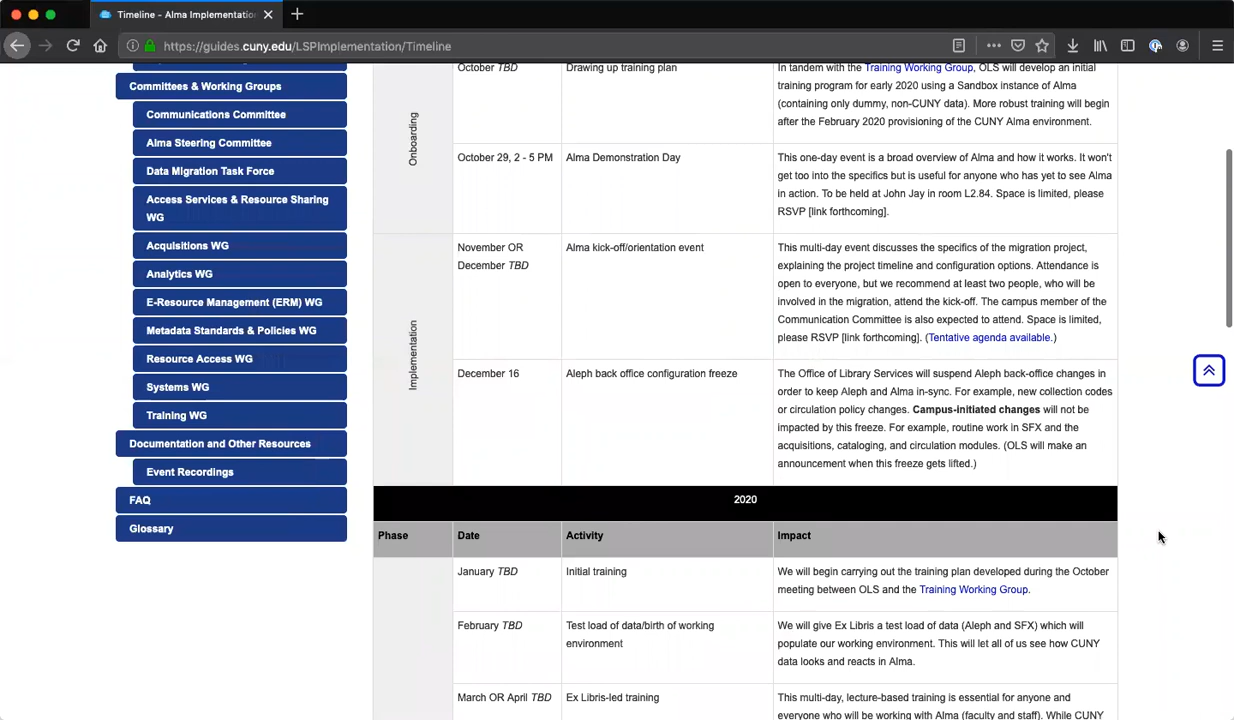 Timeline - Alma Implementatio
https://guides.cuny.edu/LSPImplementation/Timeline
Committees & Working Groups
Communications Committee
Alma Steering Committee
Data Migration Task Force
Access Services & Resource Sharing
WG
Acquisitions WG
Analytics WG
E-Resource Management (ERM) WG
Metadata Standards & Policies WG
Resource Access WG
Systems WG
Training WG
Documentation and Other Resources
Event Recordings
FAQ
Glossary
Onboarding
October TBD
Drawing up training plan
In tandem with the Training Working Group, OLS will develop an initial
training program for early 2020 using a Sandbox instance of Alma
(containing only dummy, non-CUNY data). More robust training will begin
after the February 2020 provisioning of the CUNY Alma environment.
October 29, 2 - 5 PM
Alma Demonstration Day
This one-day event is a broad overview of Alma and how it works. It won't
get too into the specifics but is useful for anyone who has yet to see Alma
in action. To be held at John Jay in room L2.84. Space is limited, please
RSVP [link forthcoming].
Implementation
November OR
December TBD
Alma kick-off/orientation event
This multi-day event discusses the specifics of the migration project,
explaining the project timeline and configuration options. Attendance is
open to everyone, but we recommend at least two people, who will be
involved in the migration, attend the kick-off. The campus member of the
Communication Committee is also expected to attend. Space is limited,
please RSVP [link forthcoming]. (Tentative agenda available.)
December 16
Aleph back office configuration freeze
The Office of Library Services will suspend Aleph back-office changes in
order to keep Aleph and Alma in-sync. For example, new collection codes
or circulation policy changes. Campus-initiated changes will not be
impacted by this freeze. For example, routine work in SFX and the
acquisitions, cataloging, and circulation modules. (OLS will make an
announcement when this freeze gets lifted.)
2020
Phase
Date
Activity
Impact
January TBD
Initial training
We will begin carrying out the training plan developed during the October
meeting between OLS and the Training Working Group.
February TBD
Test load of data/birth of working
environment
We will give Ex Libris a test load of data (Aleph and SFX) which will
populate our working environment. This will let all of us see how CUNY
data looks and reacts in Alma.
March OR April TBD
Ex Libris-led training
This multi-day, lecture-based training is essential for anyone and
everyone who will be working with Alma (faculty and staff). While CUNY